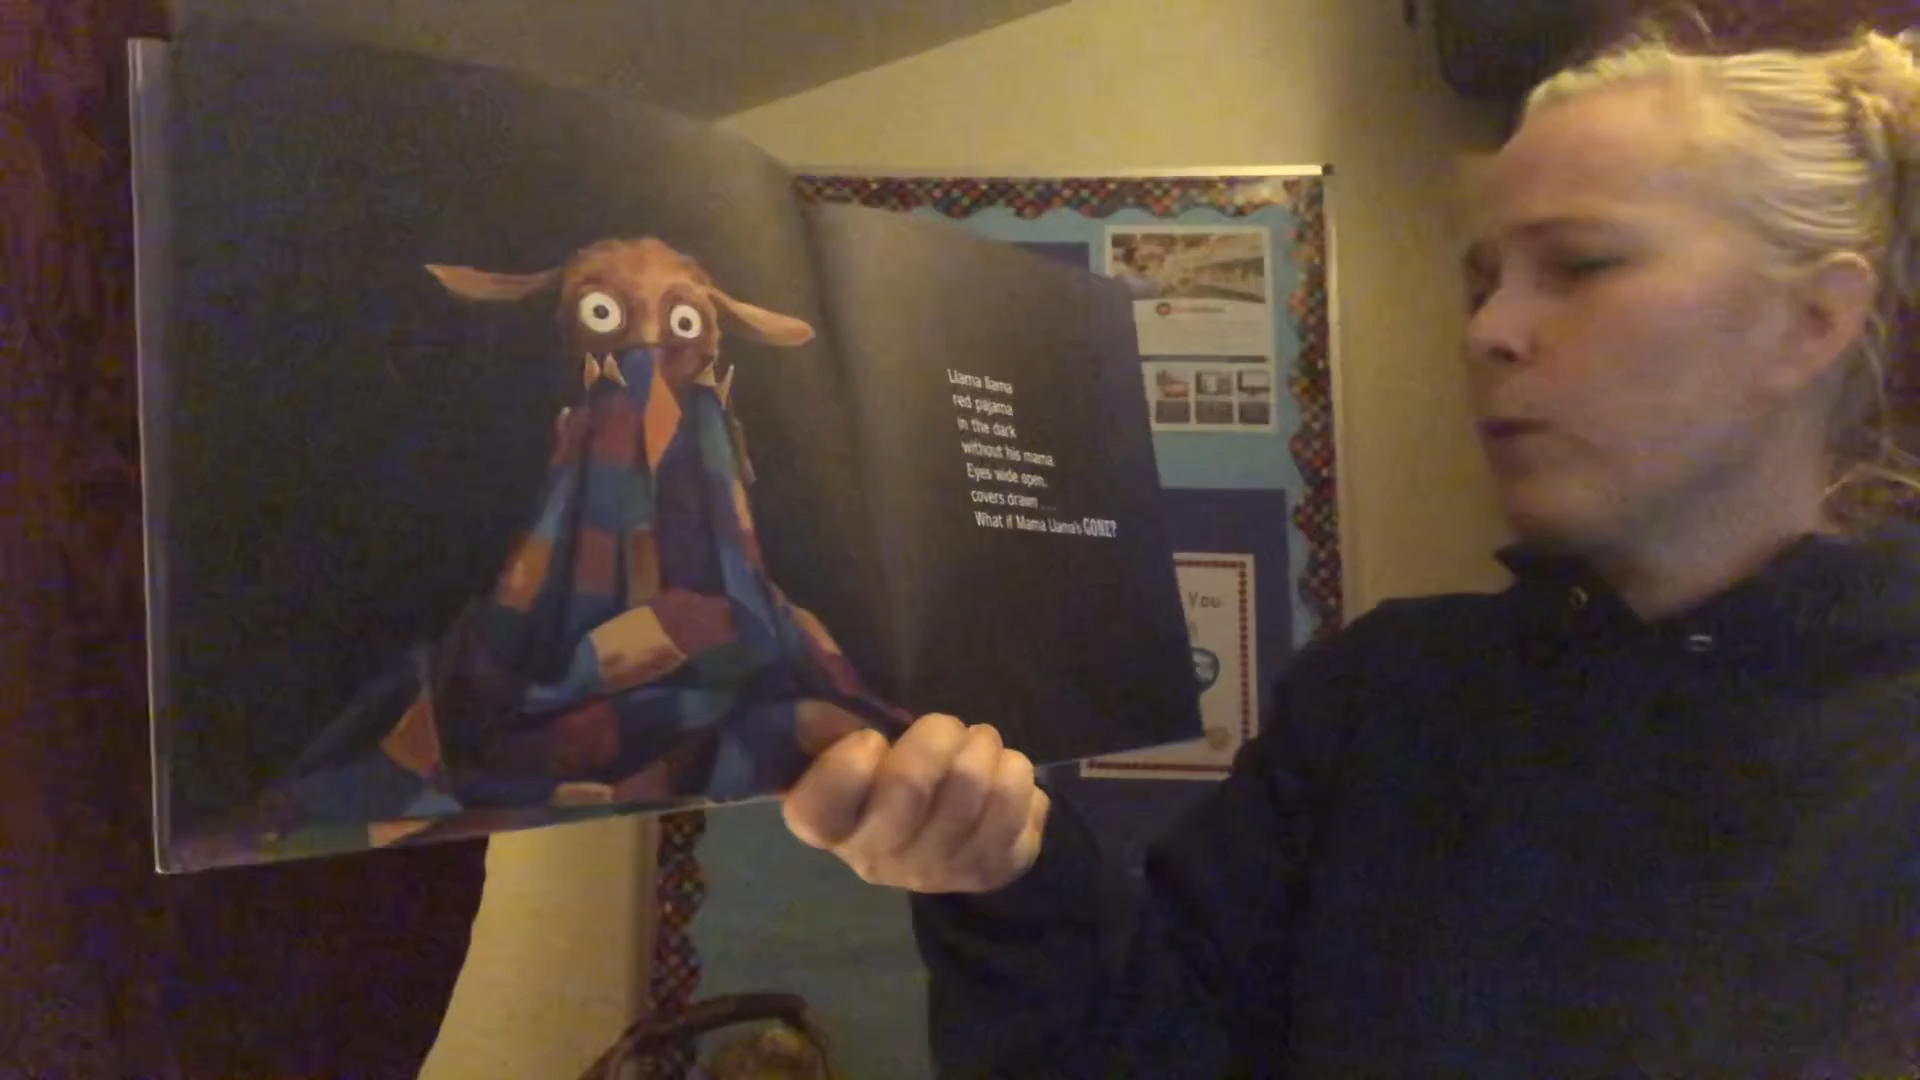 Llama llama
red pajama
in the dark
without his mama.
Eyes wide open,
covers drawn . . .
What if Mama Llama's GONE?
You